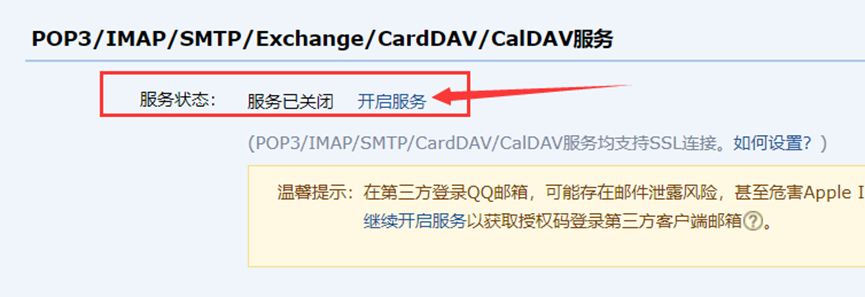 POP3/IMAP/SMTP/Exchange/CardDAV/CalDAV服务
服务状态： 服务已关闭 开启服务
(POP3/IMAP/SMTP/CardDAV/CalDAV服务均支持SSL连接。如何设置？)
温馨提示：在第三方登录QQ邮箱，可能存在邮件泄露风险，甚至危害Apple I
继续开启服务以获取授权码登录第三方客户端邮箱?。